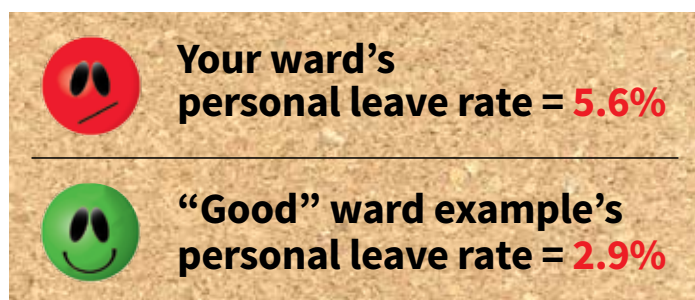 Your ward’s
personal leave rate = 5.6%
“Good” ward example’s
personal leave rate = 2.9%